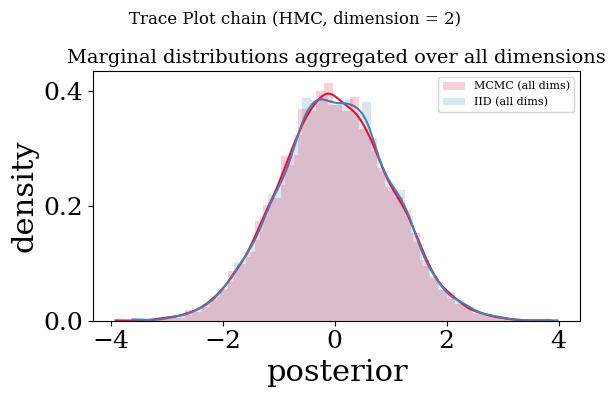 Trace Plot chain (HMC, dimension = 2)
Marginal distributions aggregated over all dimensions
MCMC (all dims)
IID (all dims)
density
0.4
0.2
0.0
−4
−2
0
2
4
posterior